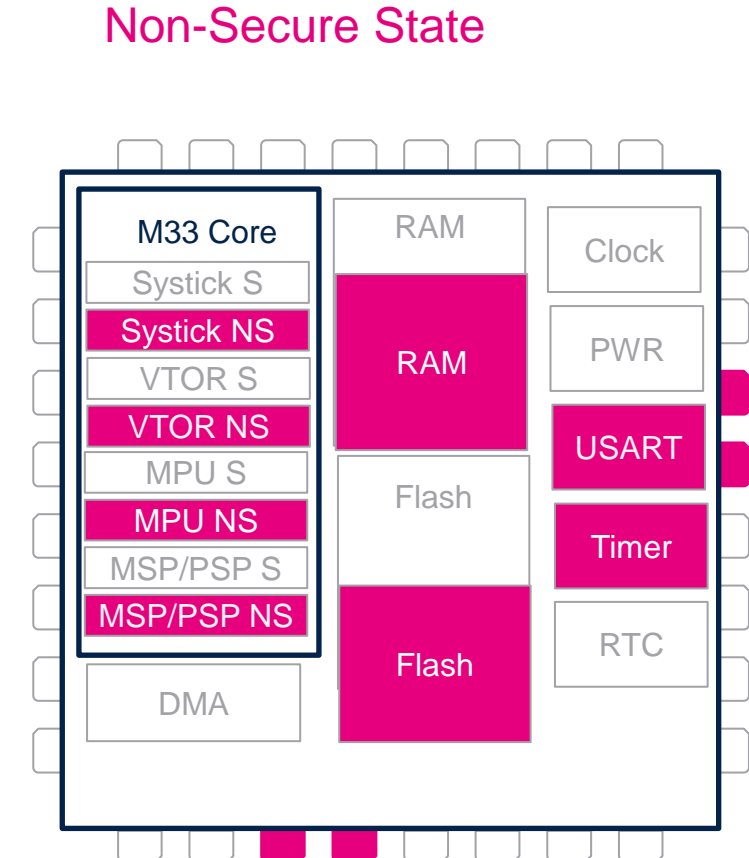 Non-Secure State
M33 Core
Systick S
Systick NS
VTOR S
VTOR NS
MPU S
MPU NS
MSP/PSP S
MSP/PSP NS
DMA
RAM
RAM
Flash
Flash
Clock
PWR
USART
Timer
RTC